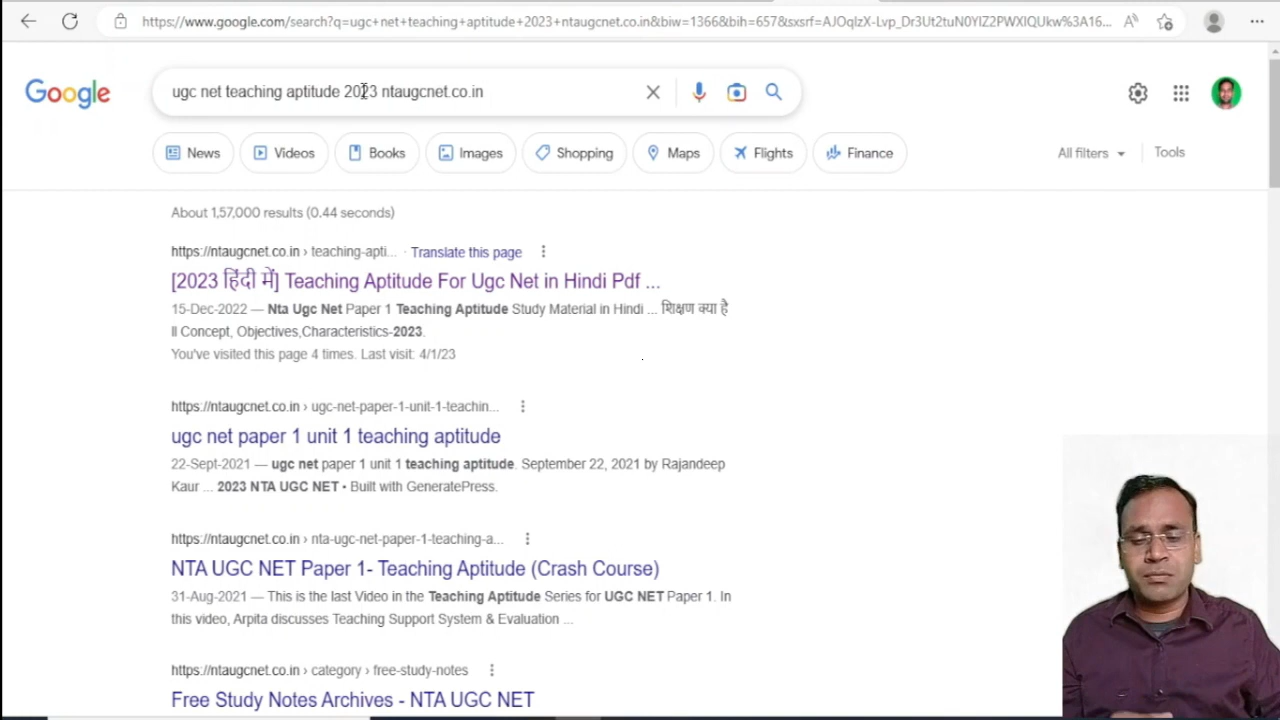 https://www.google.com/search?q=ugc+net+teaching+aptitude+2023+ntaugcnet.co.in&biw=1366&bih=657&sxsrf=AJOqlzX-Lvp_Dr3Ut2tuN0YlZ2PWXlQUkw%3A16...
Google
ugc net teaching aptitude 2023 ntaugcnet.co.in
News Videos Books Images Shopping Maps Flights Finance All filters Tools
About 1,57,000 results (0.44 seconds)
https://ntaugcnet.co.in › teaching-apti... · Translate this page
[2023 हिंदी में] Teaching Aptitude For Ugc Net in Hindi Pdf ...
15-Dec-2022 — Nta Ugc Net Paper 1 Teaching Aptitude Study Material in Hindi ... शिक्षण क्या है
II Concept, Objectives,Characteristics-2023.
You've visited this page 4 times. Last visit: 4/1/23
https://ntaugcnet.co.in › ugc-net-paper-1-unit-1-teachin...
ugc net paper 1 unit 1 teaching aptitude
22-Sept-2021 — ugc net paper 1 unit 1 teaching aptitude. September 22, 2021 by Rajandeep
Kaur ... 2023 NTA UGC NET • Built with GeneratePress.
https://ntaugcnet.co.in › nta-ugc-net-paper-1-teaching-a...
NTA UGC NET Paper 1- Teaching Aptitude (Crash Course)
31-Aug-2021 — This is the last Video in the Teaching Aptitude Series for UGC NET Paper 1. In
this video, Arpita discusses Teaching Support System & Evaluation ...
https://ntaugcnet.co.in › category › free-study-notes
Free Study Notes Archives - NTA UGC NET